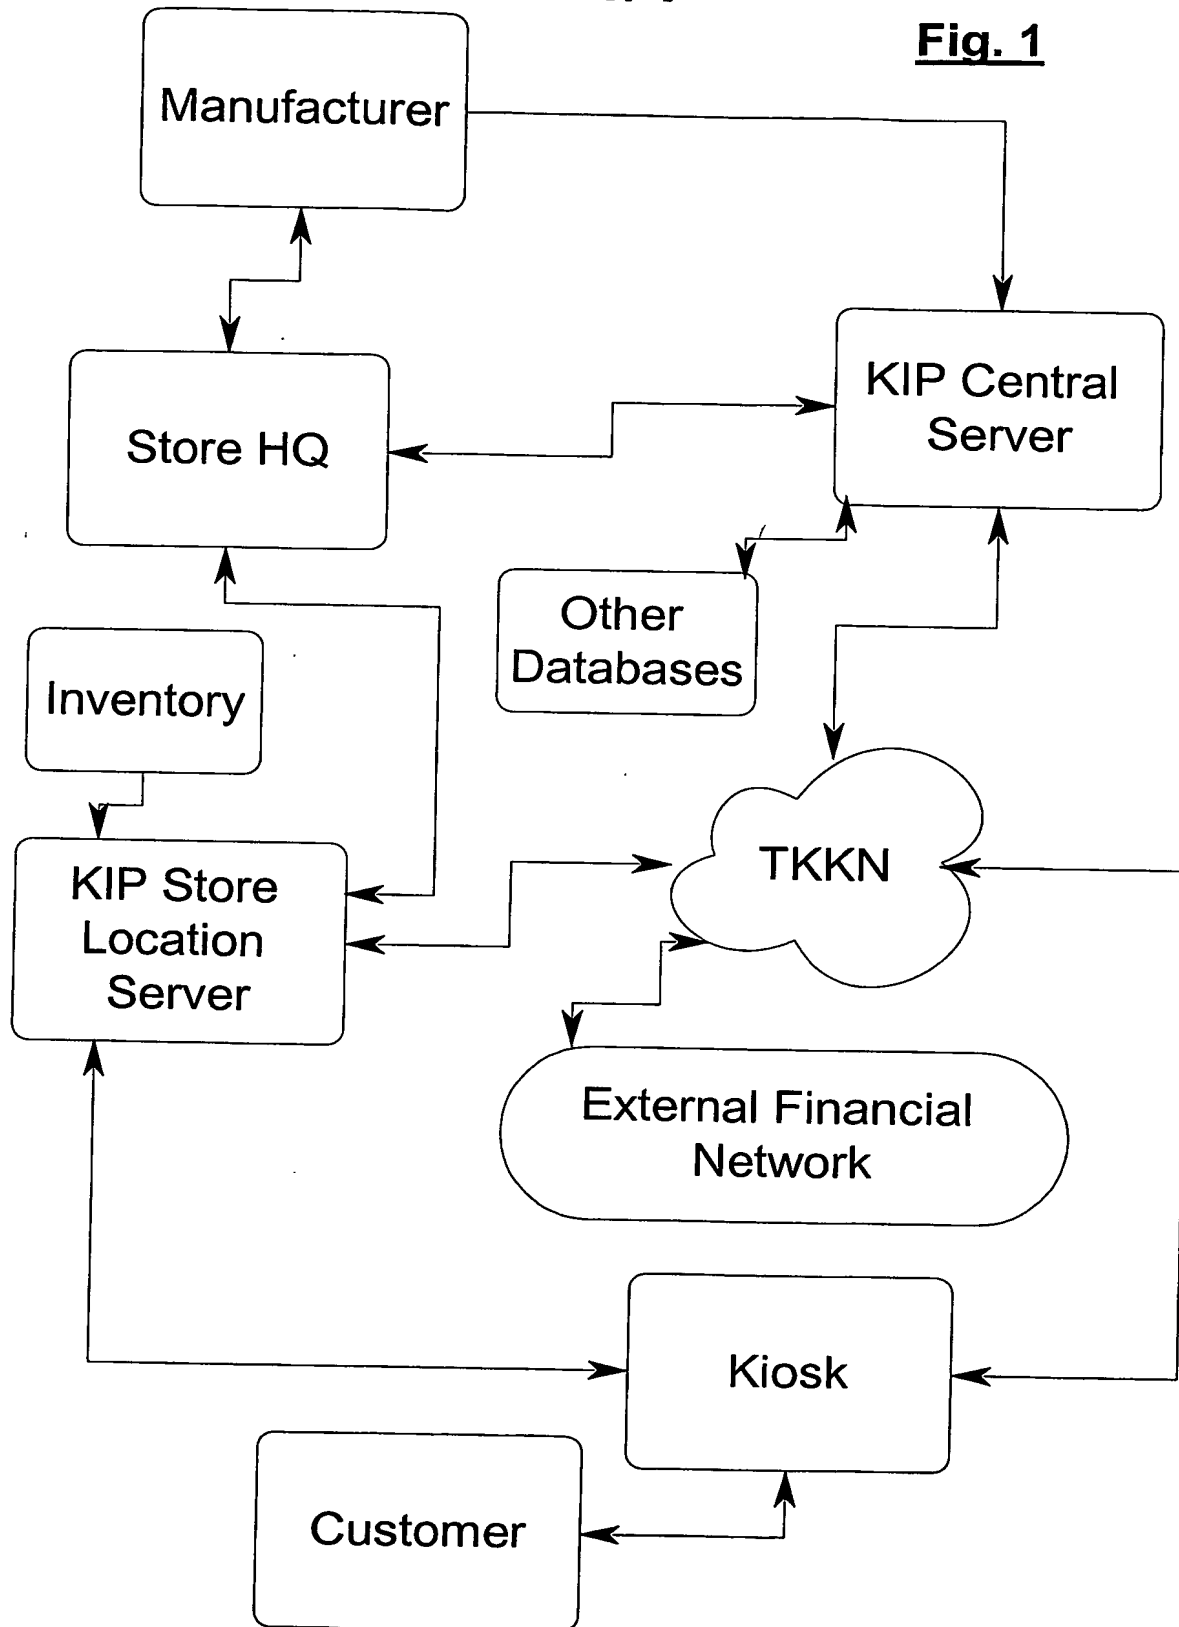 Fig. 1
Manufacturer
KIP Central
Server
Store HQ
Other
Databases
Inventory
TKKN
KIP Store
Location
Server
External Financial
Network
Kiosk
Customer